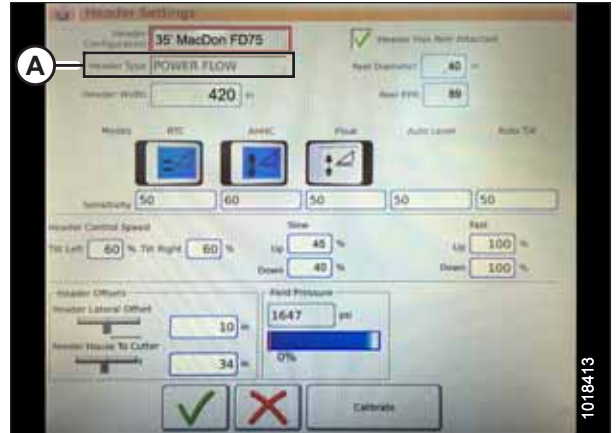 Header Settings
Header Configuration 35' MacDon FD75
Header Has Reel Attached
A
Header Type POWER FLOW
Reel Diameter 40 in
Header Width 420 in
Reel PPR 89
Modes RTC AHHC Float Auto Level Auto Tilt
Sensitivity 50 60 50 50 50
Header Control Speed
Slow
Fast
Tilt Left 60 % Tilt Right 60 %
Up 45 %
Up 100 %
Down 40 %
Down 100 %
Header Offsets
Field Pressure
Header Lateral Offset
1647 psi
10 in
Feeder House To Cutter
0%
34 in
Calibrate
1018413